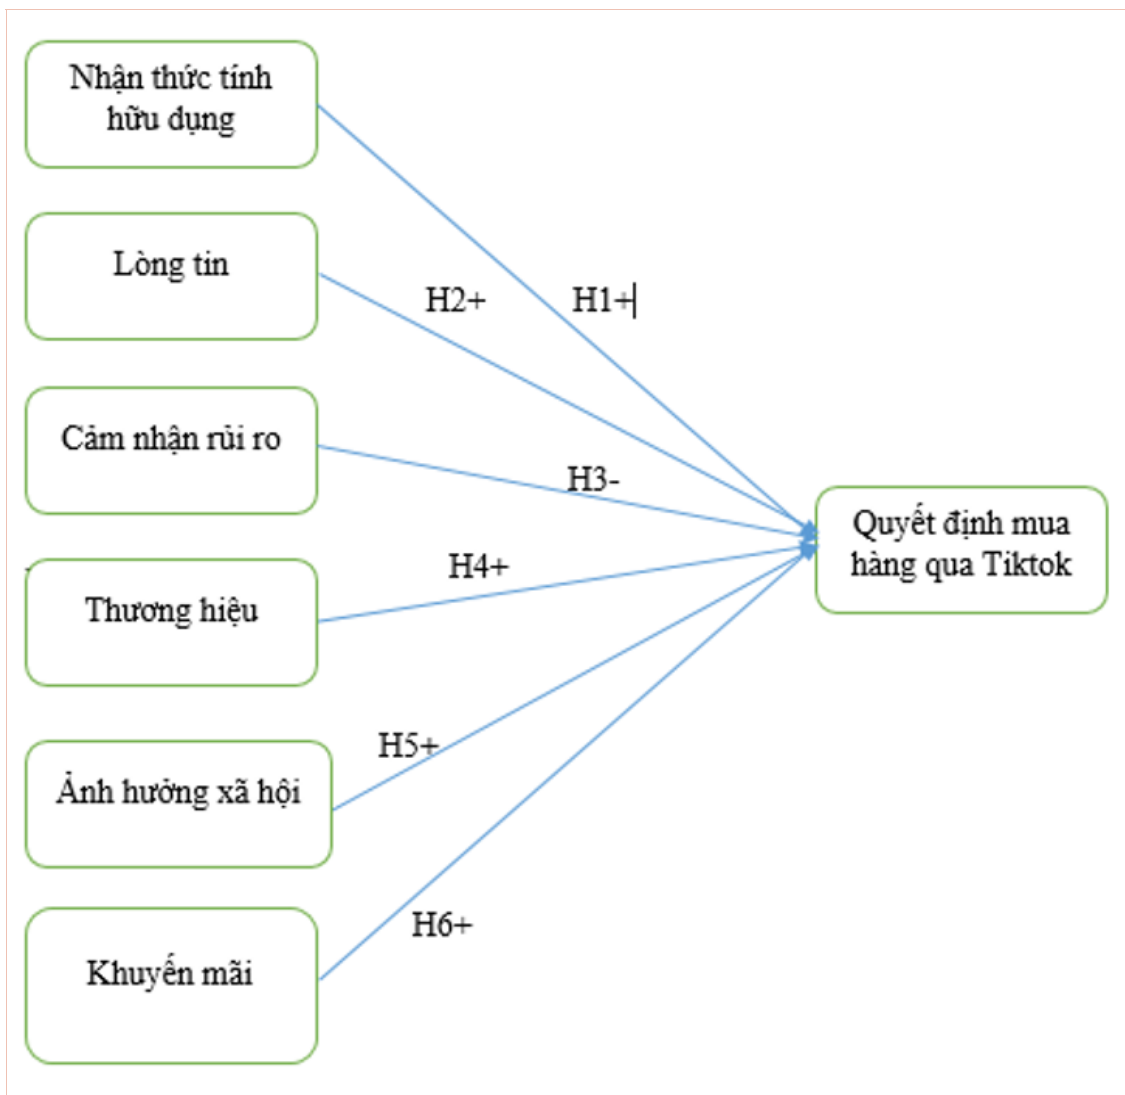 Nhận thức tính
hữu dụng
Lòng tin
H2+
H1+
Cảm nhận rủi ro
H3-
Quyết định mua
hàng qua Tiktok
H4+
Thương hiệu
H5+
Ảnh hưởng xã hội
H6+
Khuyến mãi